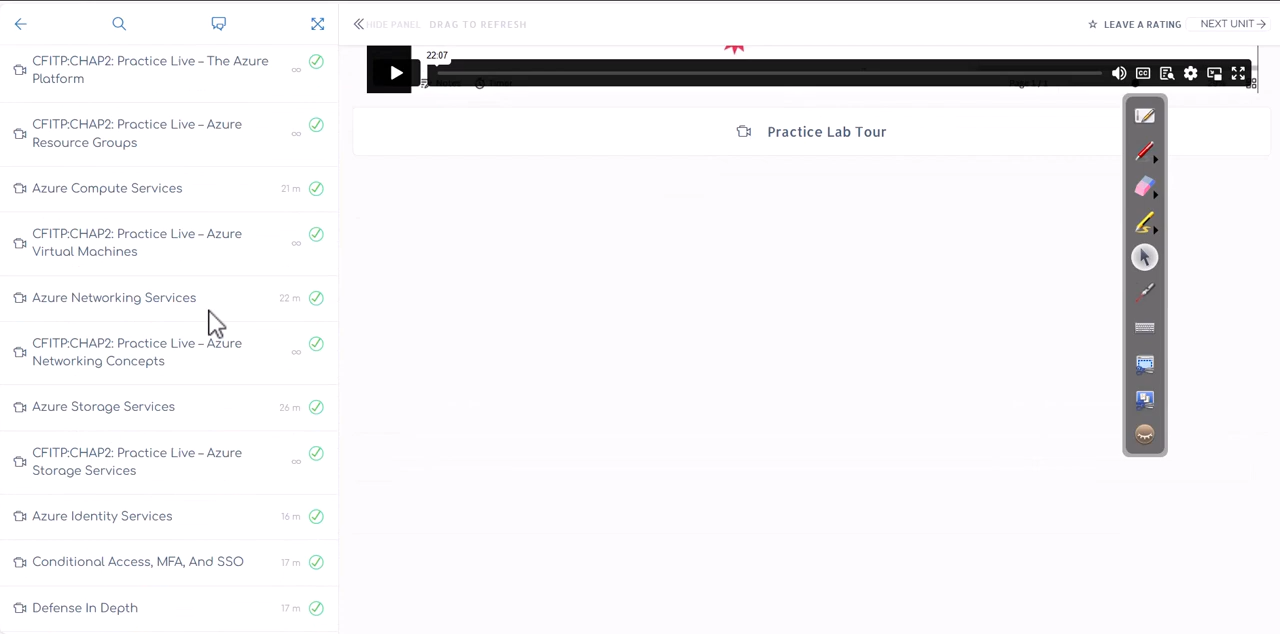 HIDE PANEL DRAG TO REFRESH
LEAVE A RATING
NEXT UNIT
CFITP:CHAP2: Practice Live – The Azure
Platform
CFITP:CHAP2: Practice Live – Azure
Resource Groups
Azure Compute Services 21 m
CFITP:CHAP2: Practice Live – Azure
Virtual Machines
Azure Networking Services 22 m
CFITP:CHAP2: Practice Live – Azure
Networking Concepts
Azure Storage Services 26 m
CFITP:CHAP2: Practice Live – Azure
Storage Services
Azure Identity Services 16 m
Conditional Access, MFA, And SSO 17 m
Defense In Depth 17 m
22:07
CC
Practice Lab Tour